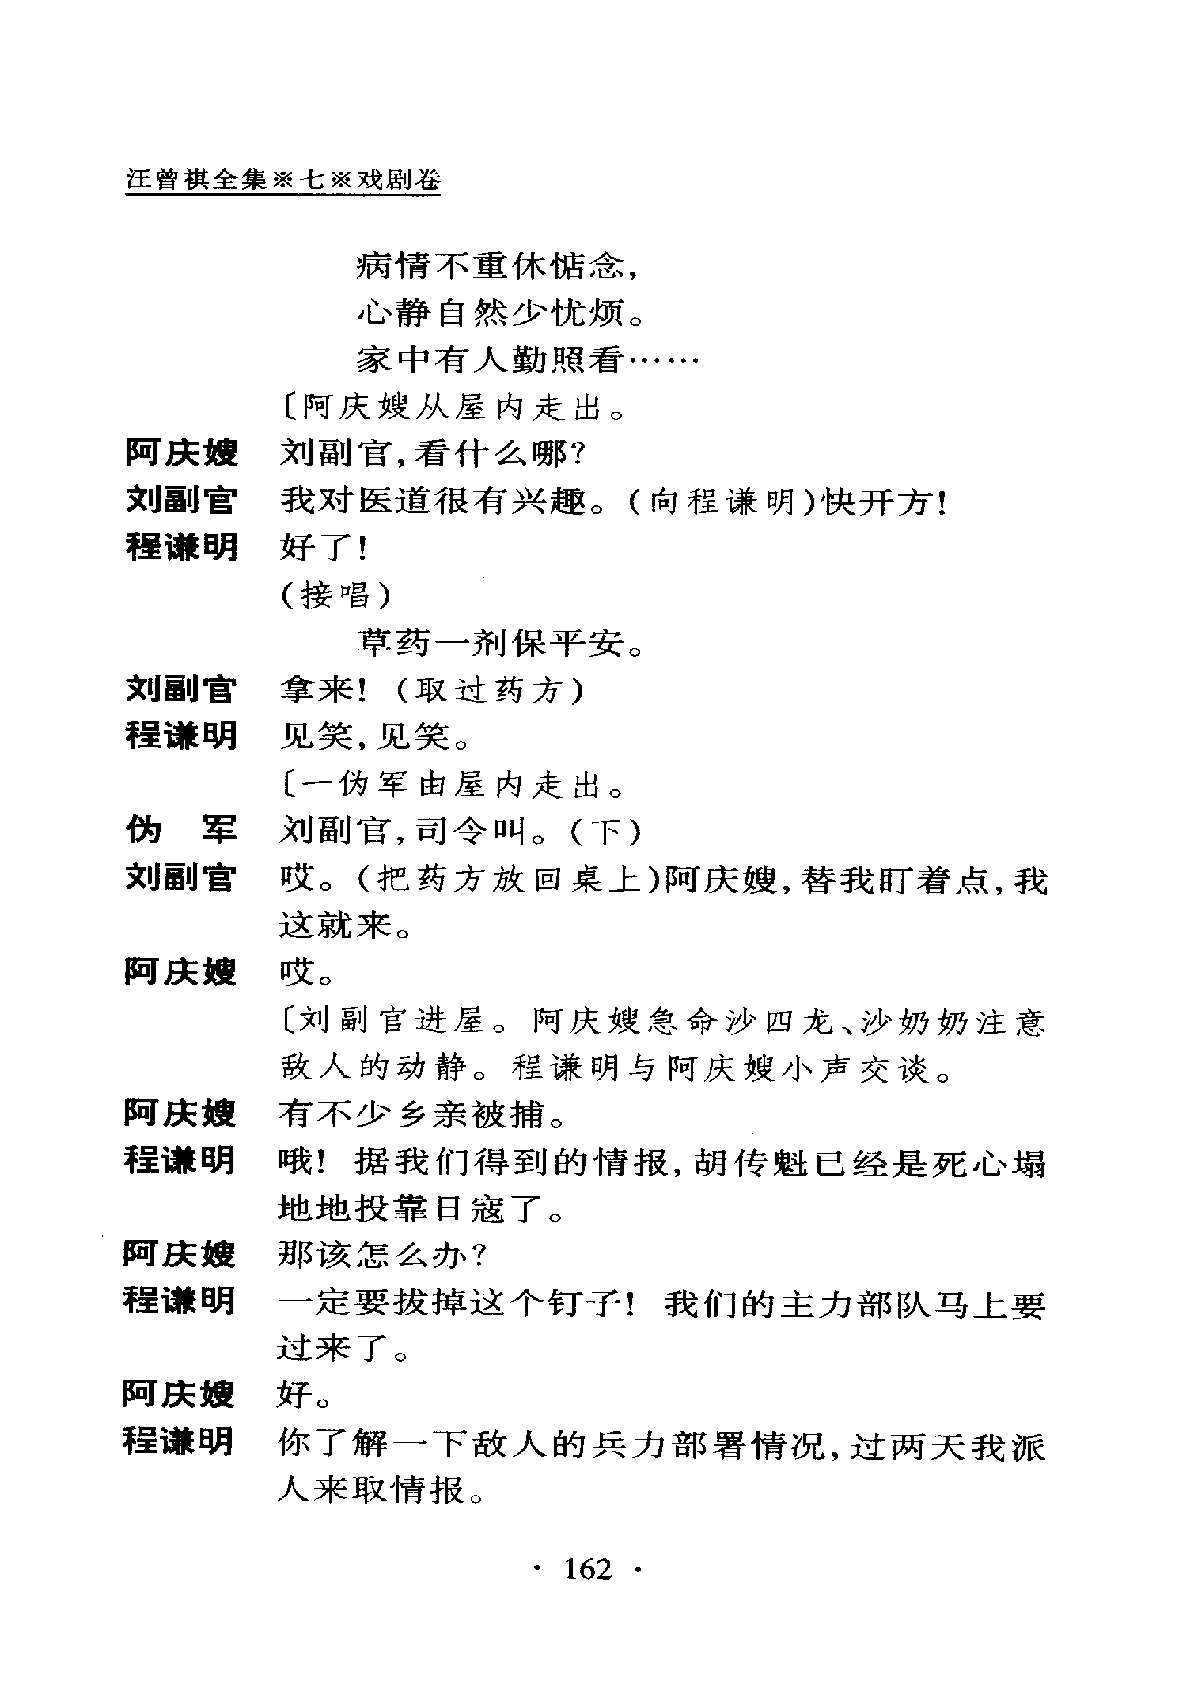 汪曾祺全集※七※戏剧卷
病情不重休惦念，
心静自然少忧烦。
家中有人勤照看……
〔阿庆嫂从屋内走出。
阿庆嫂　刘副官，看什么哪？
刘副官　我对医道很有兴趣。（向程谦明）快开方！
程谦明　好了！
（接唱）
草药一剂保平安。
刘副官　拿来！（取过药方）
程谦明　见笑，见笑。
〔一伪军由屋内走出。
伪　军　刘副官，司令叫。（下）
刘副官　哎。（把药方放回桌上）阿庆嫂，替我盯着点，我
这就来。
阿庆嫂　哎。
〔刘副官进屋。阿庆嫂急命沙四龙、沙奶奶注意
敌人的动静。程谦明与阿庆嫂小声交谈。
阿庆嫂　有不少乡亲被捕。
程谦明　哦！据我们得到的情报，胡传魁已经是死心塌
地地投靠日寇了。
阿庆嫂　那该怎么办？
程谦明　一定要拔掉这个钉子！我们的主力部队马上要
过来了。
阿庆嫂　好。
程谦明　你了解一下敌人的兵力部署情况，过两天我派
人来取情报。
· 162 ·